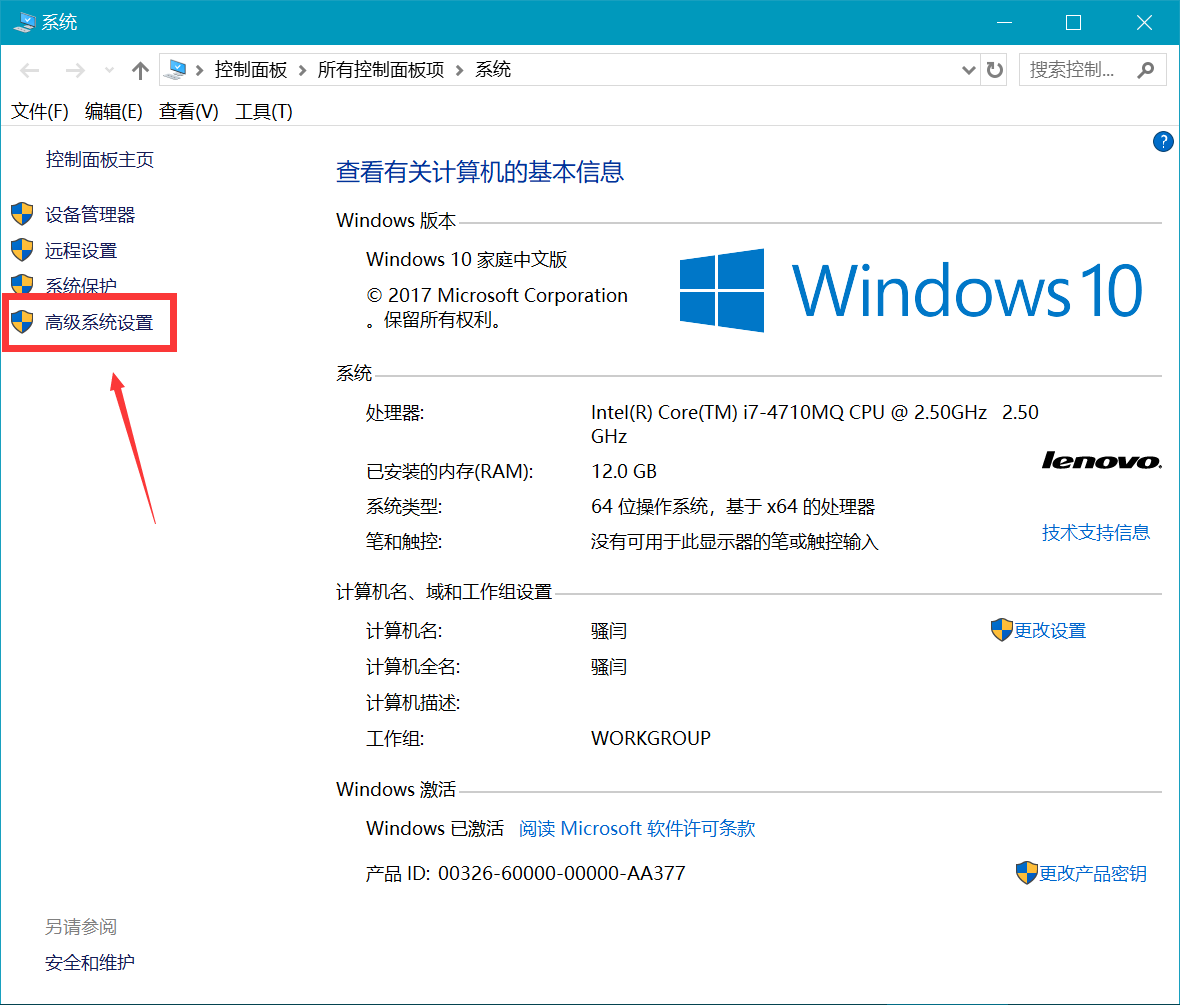 系统
控制面板 所有控制面板项 系统
搜索控制...
文件(F) 编辑(E) 查看(V) 工具(T)
?
控制面板主页
设备管理器
远程设置
系统保护
高级系统设置
查看有关计算机的基本信息
Windows 版本
Windows 10 家庭中文版
© 2017 Microsoft Corporation
。保留所有权利。
Windows 10
系统
处理器: Intel(R) Core(TM) i7-4710MQ CPU @ 2.50GHz 2.50
GHz
已安装的内存(RAM): 12.0 GB
系统类型: 64 位操作系统，基于 x64 的处理器
笔和触控: 没有可用于此显示器的笔或触控输入
lenovo.
技术支持信息
计算机名、域和工作组设置
计算机名: 骚闫
更改设置
计算机全名: 骚闫
计算机描述:
工作组: WORKGROUP
Windows 激活
Windows 已激活 阅读 Microsoft 软件许可条款
产品 ID: 00326-60000-00000-AA377
更改产品密钥
另请参阅
安全和维护